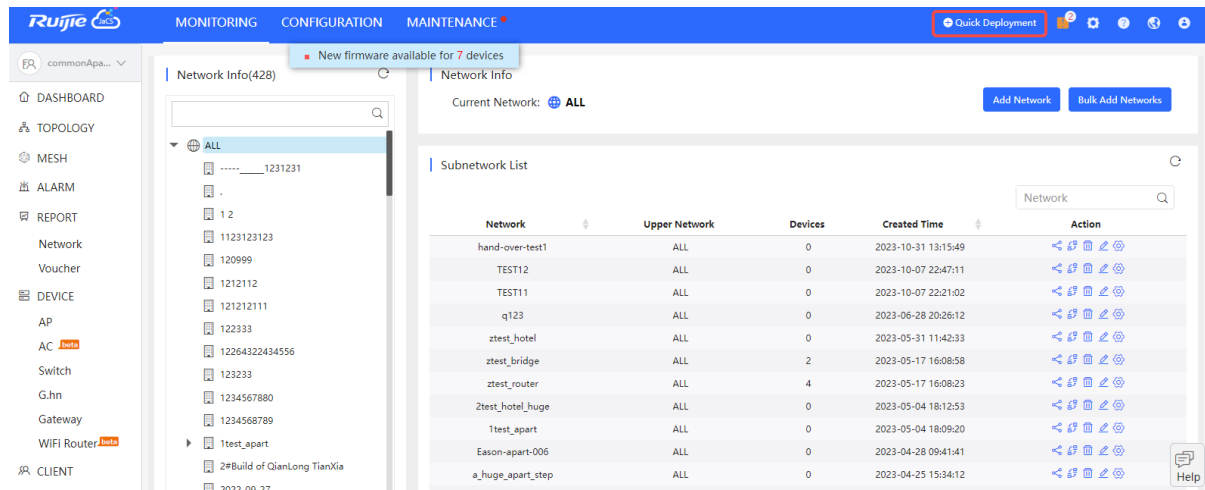 Ruijie JaCS MONITORING CONFIGURATION MAINTENANCE Quick Deployment 2
New firmware available for 7 devices
commonApa...
DASHBOARD
TOPOLOGY
MESH
ALARM
REPORT
Network
Voucher
DEVICE
AP
AC beta
Switch
G.hn
Gateway
WiFi Router beta
CLIENT
Network Info(428)
ALL
-----_____1231231
.
1 2
1123123123
120999
1212112
121212111
122333
12264322434556
123233
1234567880
1234568789
1test_apart
2#Build of QianLong TianXia
2022-09-27
Network Info
Current Network: ALL Add Network Bulk Add Networks
Subnetwork List
Network
Network Upper Network Devices Created Time Action
hand-over-test1 ALL 0 2023-10-31 13:15:49
TEST12 ALL 0 2023-10-07 22:47:11
TEST11 ALL 0 2023-10-07 22:21:02
q123 ALL 0 2023-06-28 20:26:12
ztest_hotel ALL 0 2023-05-31 11:42:33
ztest_bridge ALL 2 2023-05-17 16:08:58
ztest_router ALL 4 2023-05-17 16:08:23
2test_hotel_huge ALL 0 2023-05-04 18:12:53
1test_apart ALL 0 2023-05-04 18:09:20
Eason-apart-006 ALL 0 2023-04-28 09:41:41
a_huge_apart_step ALL 0 2023-04-25 15:34:12
Help